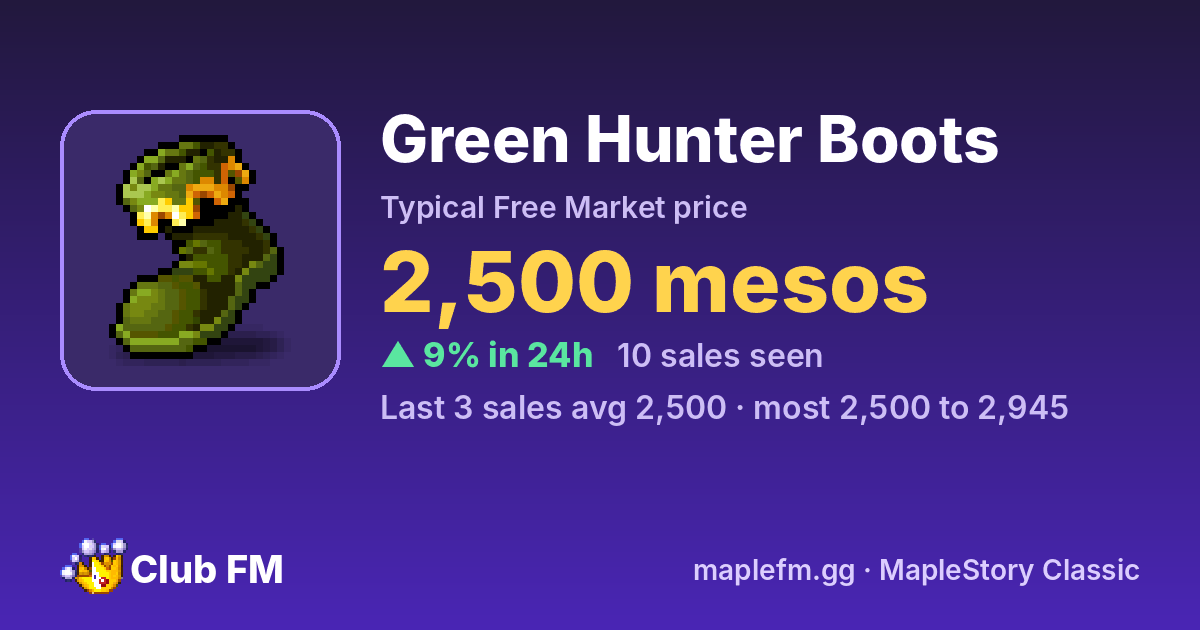 Green Hunter Boots
Typical Free Market price
2,500 mesos
▲ 9% in 24h 10 sales seen
Last 3 sales avg 2,500 · most 2,500 to 2,945
Club FM
maplefm.gg · MapleStory Classic